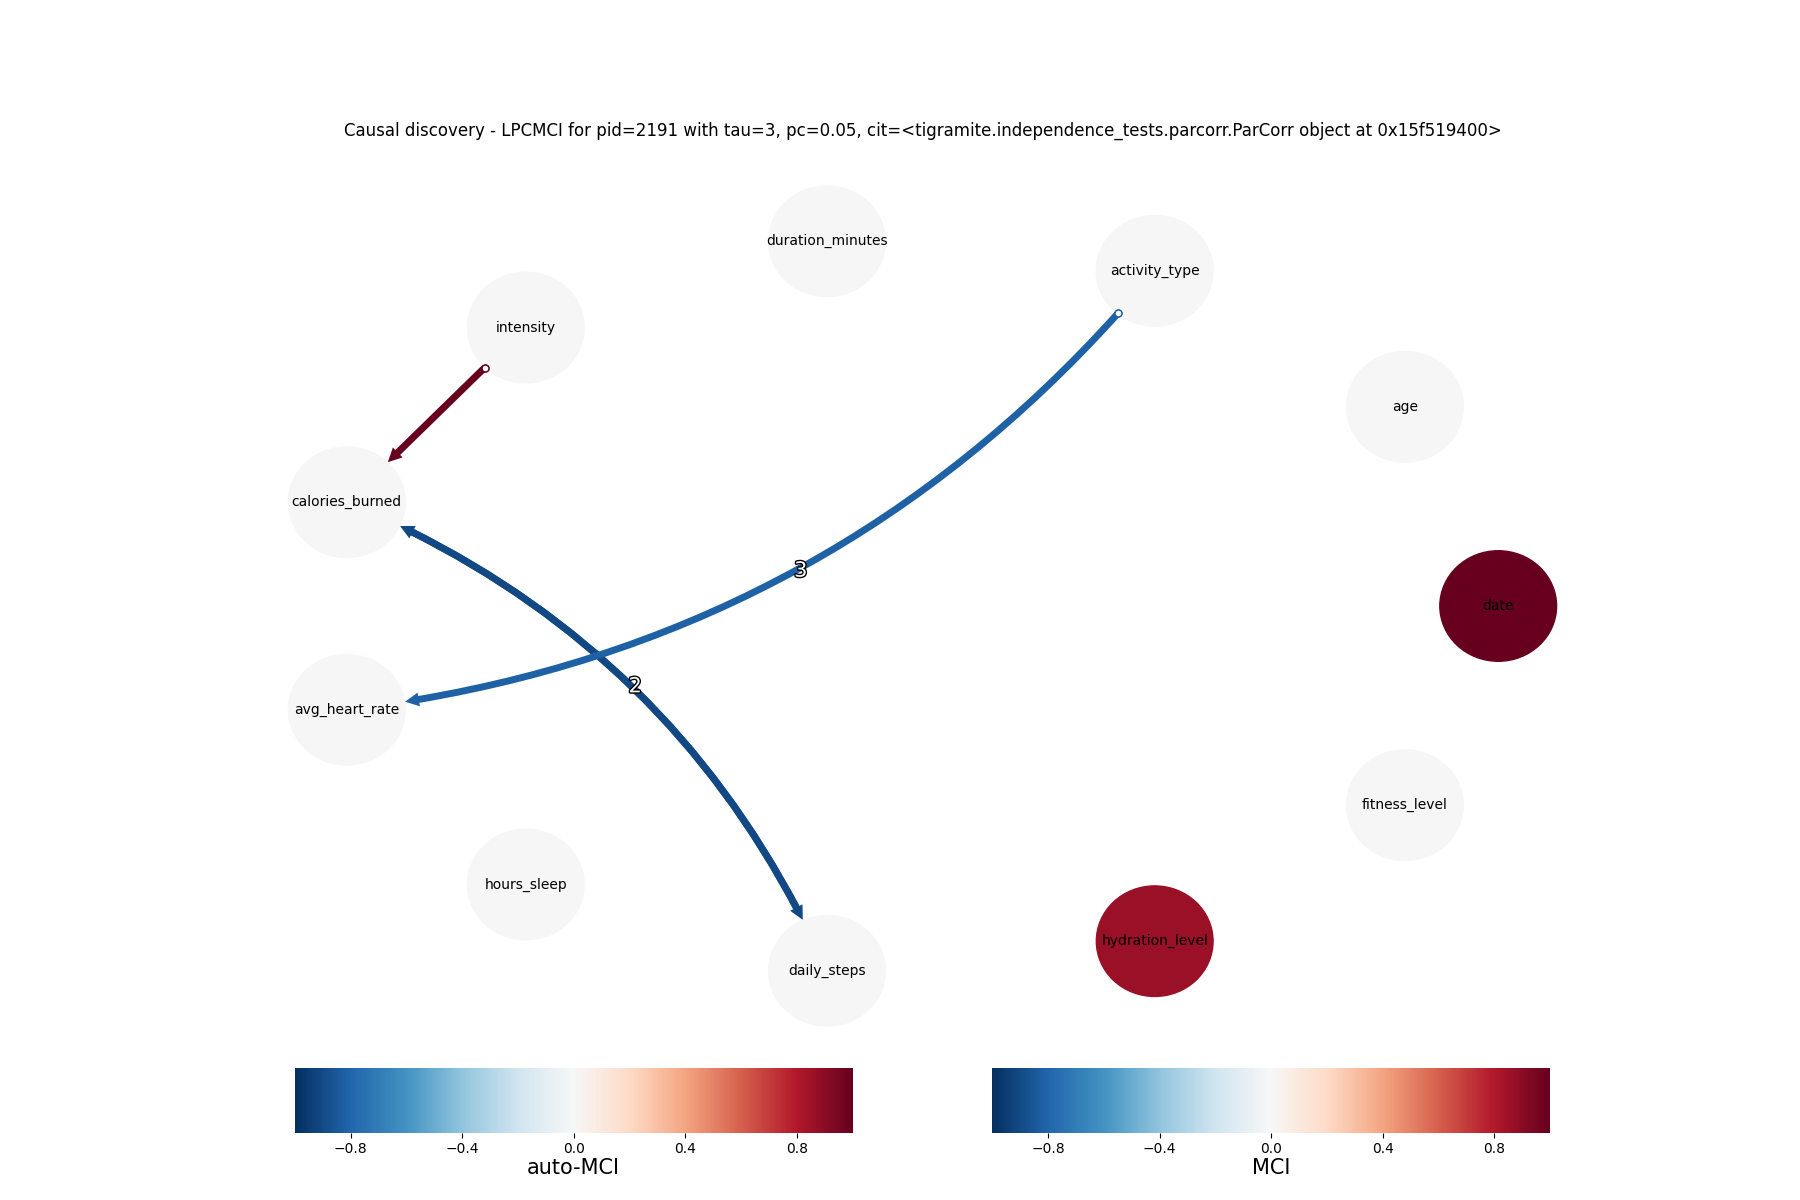 Causal discovery - LPCMCI for pid=2191 with tau=3, pc=0.05, cit=<tigramite.independence_tests.parcorr.ParCorr object at 0x15f519400>
duration_minutes
activity_type
intensity
age
calories_burned
3
date
2
avg_heart_rate
fitness_level
hours_sleep
hydration_level
daily_steps
−0.8 −0.4 0.0 0.4 0.8
auto-MCI
−0.8 −0.4 0.0 0.4 0.8
MCI